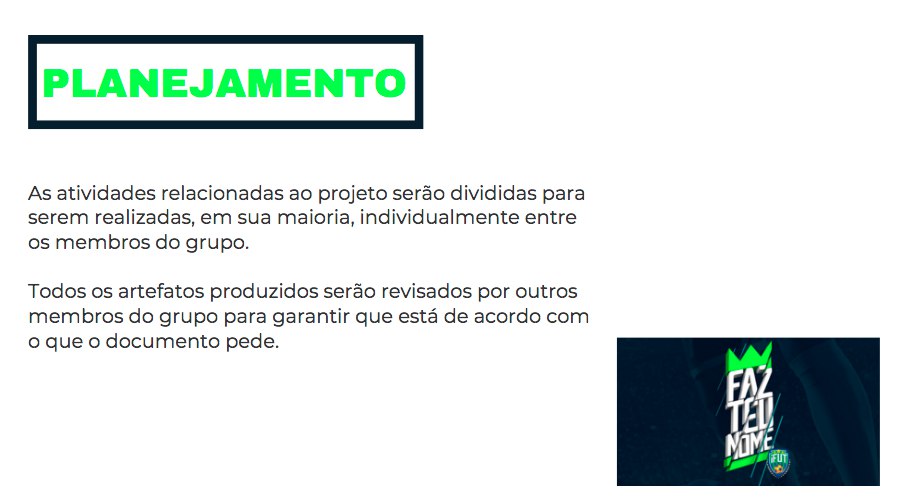 PLANEJAMENTO
As atividades relacionadas ao projeto serão divididas para
serem realizadas, em sua maioria, individualmente entre
os membros do grupo.
Todos os artefatos produzidos serão revisados por outros
membros do grupo para garantir que está de acordo com
o que o documento pede.
FAZ
TEU
NOME
iFUT